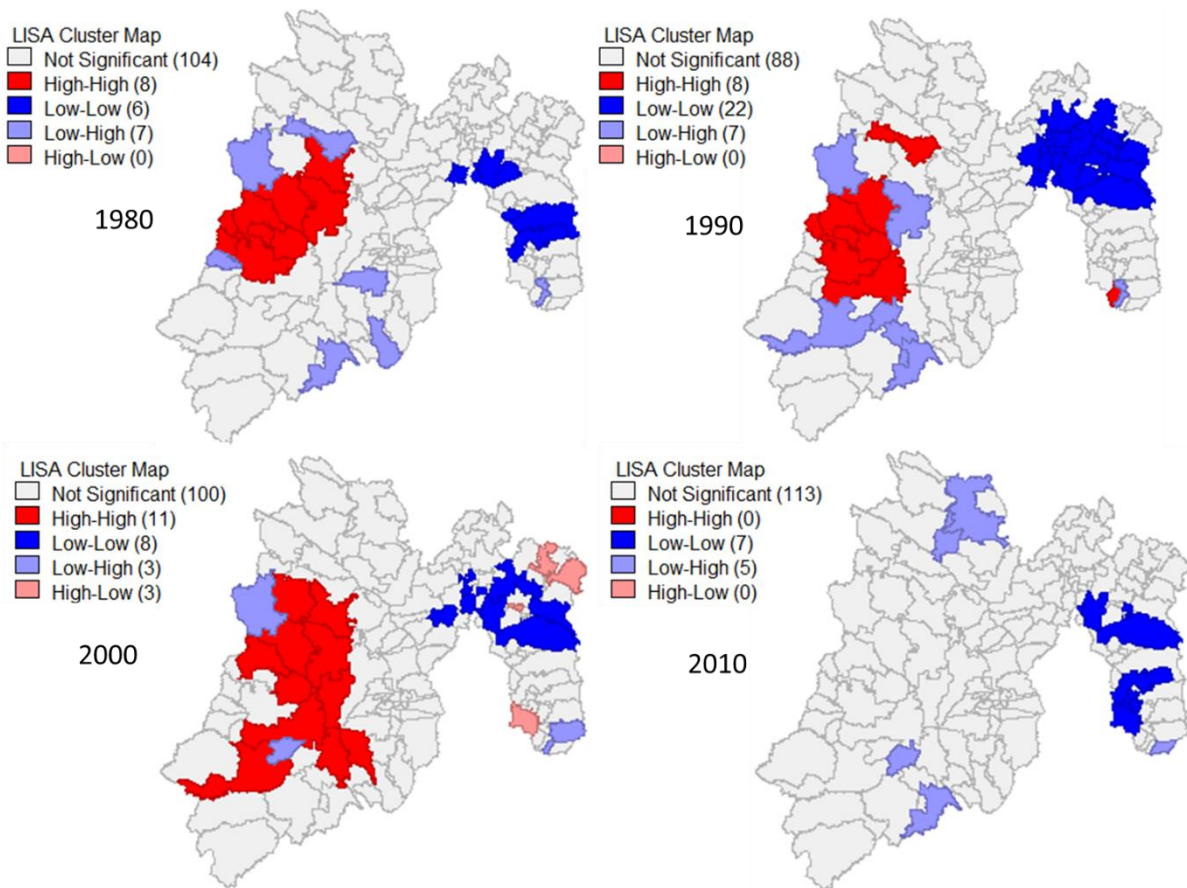 LISA Cluster Map
Not Significant (104)
High-High (8)
Low-Low (6)
Low-High (7)
High-Low (0)
1980
LISA Cluster Map
Not Significant (88)
High-High (8)
Low-Low (22)
Low-High (7)
High-Low (0)
1990
LISA Cluster Map
Not Significant (100)
High-High (11)
Low-Low (8)
Low-High (3)
High-Low (3)
2000
LISA Cluster Map
Not Significant (113)
High-High (0)
Low-Low (7)
Low-High (5)
High-Low (0)
2010